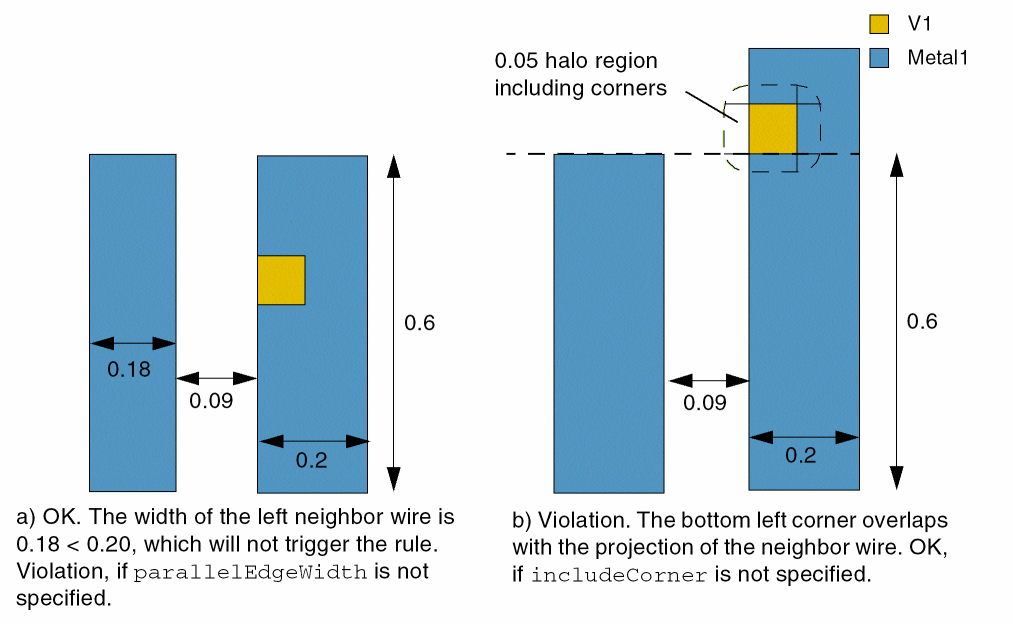 V1
Metal1
0.05 halo region
including corners
0.6
0.6
0.18
0.09
0.09
0.2
0.2
a) OK. The width of the left neighbor wire is
0.18 < 0.20, which will not trigger the rule.
Violation, if parallelEdgeWidth is not
specified.
b) Violation. The bottom left corner overlaps
with the projection of the neighbor wire. OK,
if includeCorner is not specified.